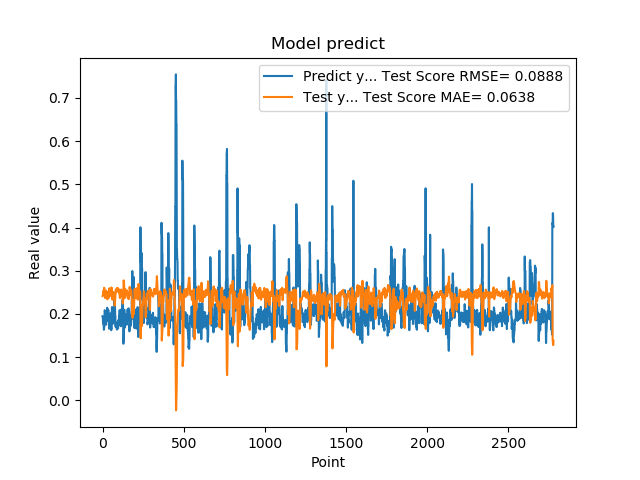 Model predict
Predict y... Test Score RMSE= 0.0888
Test y... Test Score MAE= 0.0638
0.7
0.6
0.5
0.4
0.3
0.2
0.1
0.0
Real value
0 500 1000 1500 2000 2500
Point